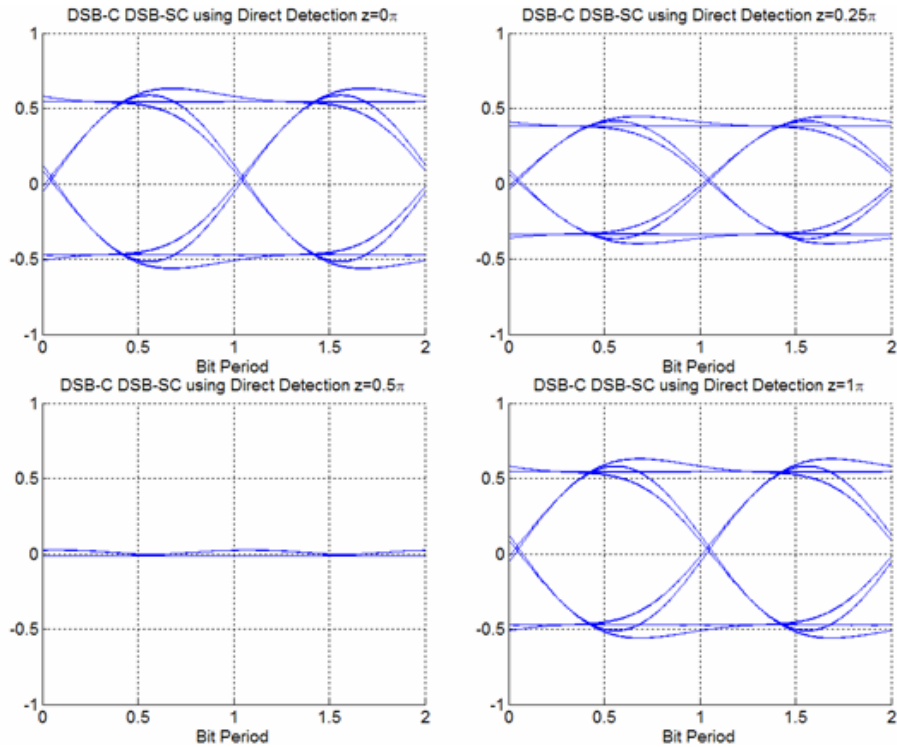 DSB-C DSB-SC using Direct Detection z=0π
1
0.5
0
-0.5
-1
0 0.5 1 1.5 2
Bit Period
DSB-C DSB-SC using Direct Detection z=0.25π
1
0.5
0
-0.5
-1
0 0.5 1 1.5 2
Bit Period
DSB-C DSB-SC using Direct Detection z=0.5π
1
0.5
0
-0.5
-1
0 0.5 1 1.5 2
Bit Period
DSB-C DSB-SC using Direct Detection z=1π
1
0.5
0
-0.5
-1
0 0.5 1 1.5 2
Bit Period